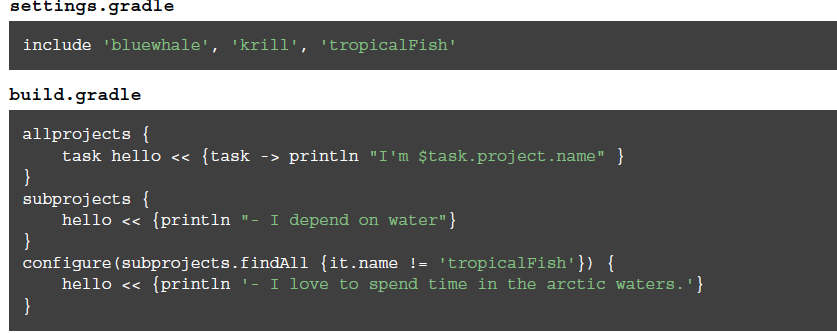 settings.gradle
include 'bluewhale', 'krill', 'tropicalFish'
build.gradle
allprojects {
    task hello << {task -> println "I'm $task.project.name" }
}
subprojects {
    hello << {println "- I depend on water"}
}
configure(subprojects.findAll {it.name != 'tropicalFish'}) {
    hello << {println '- I love to spend time in the arctic waters.'}
}